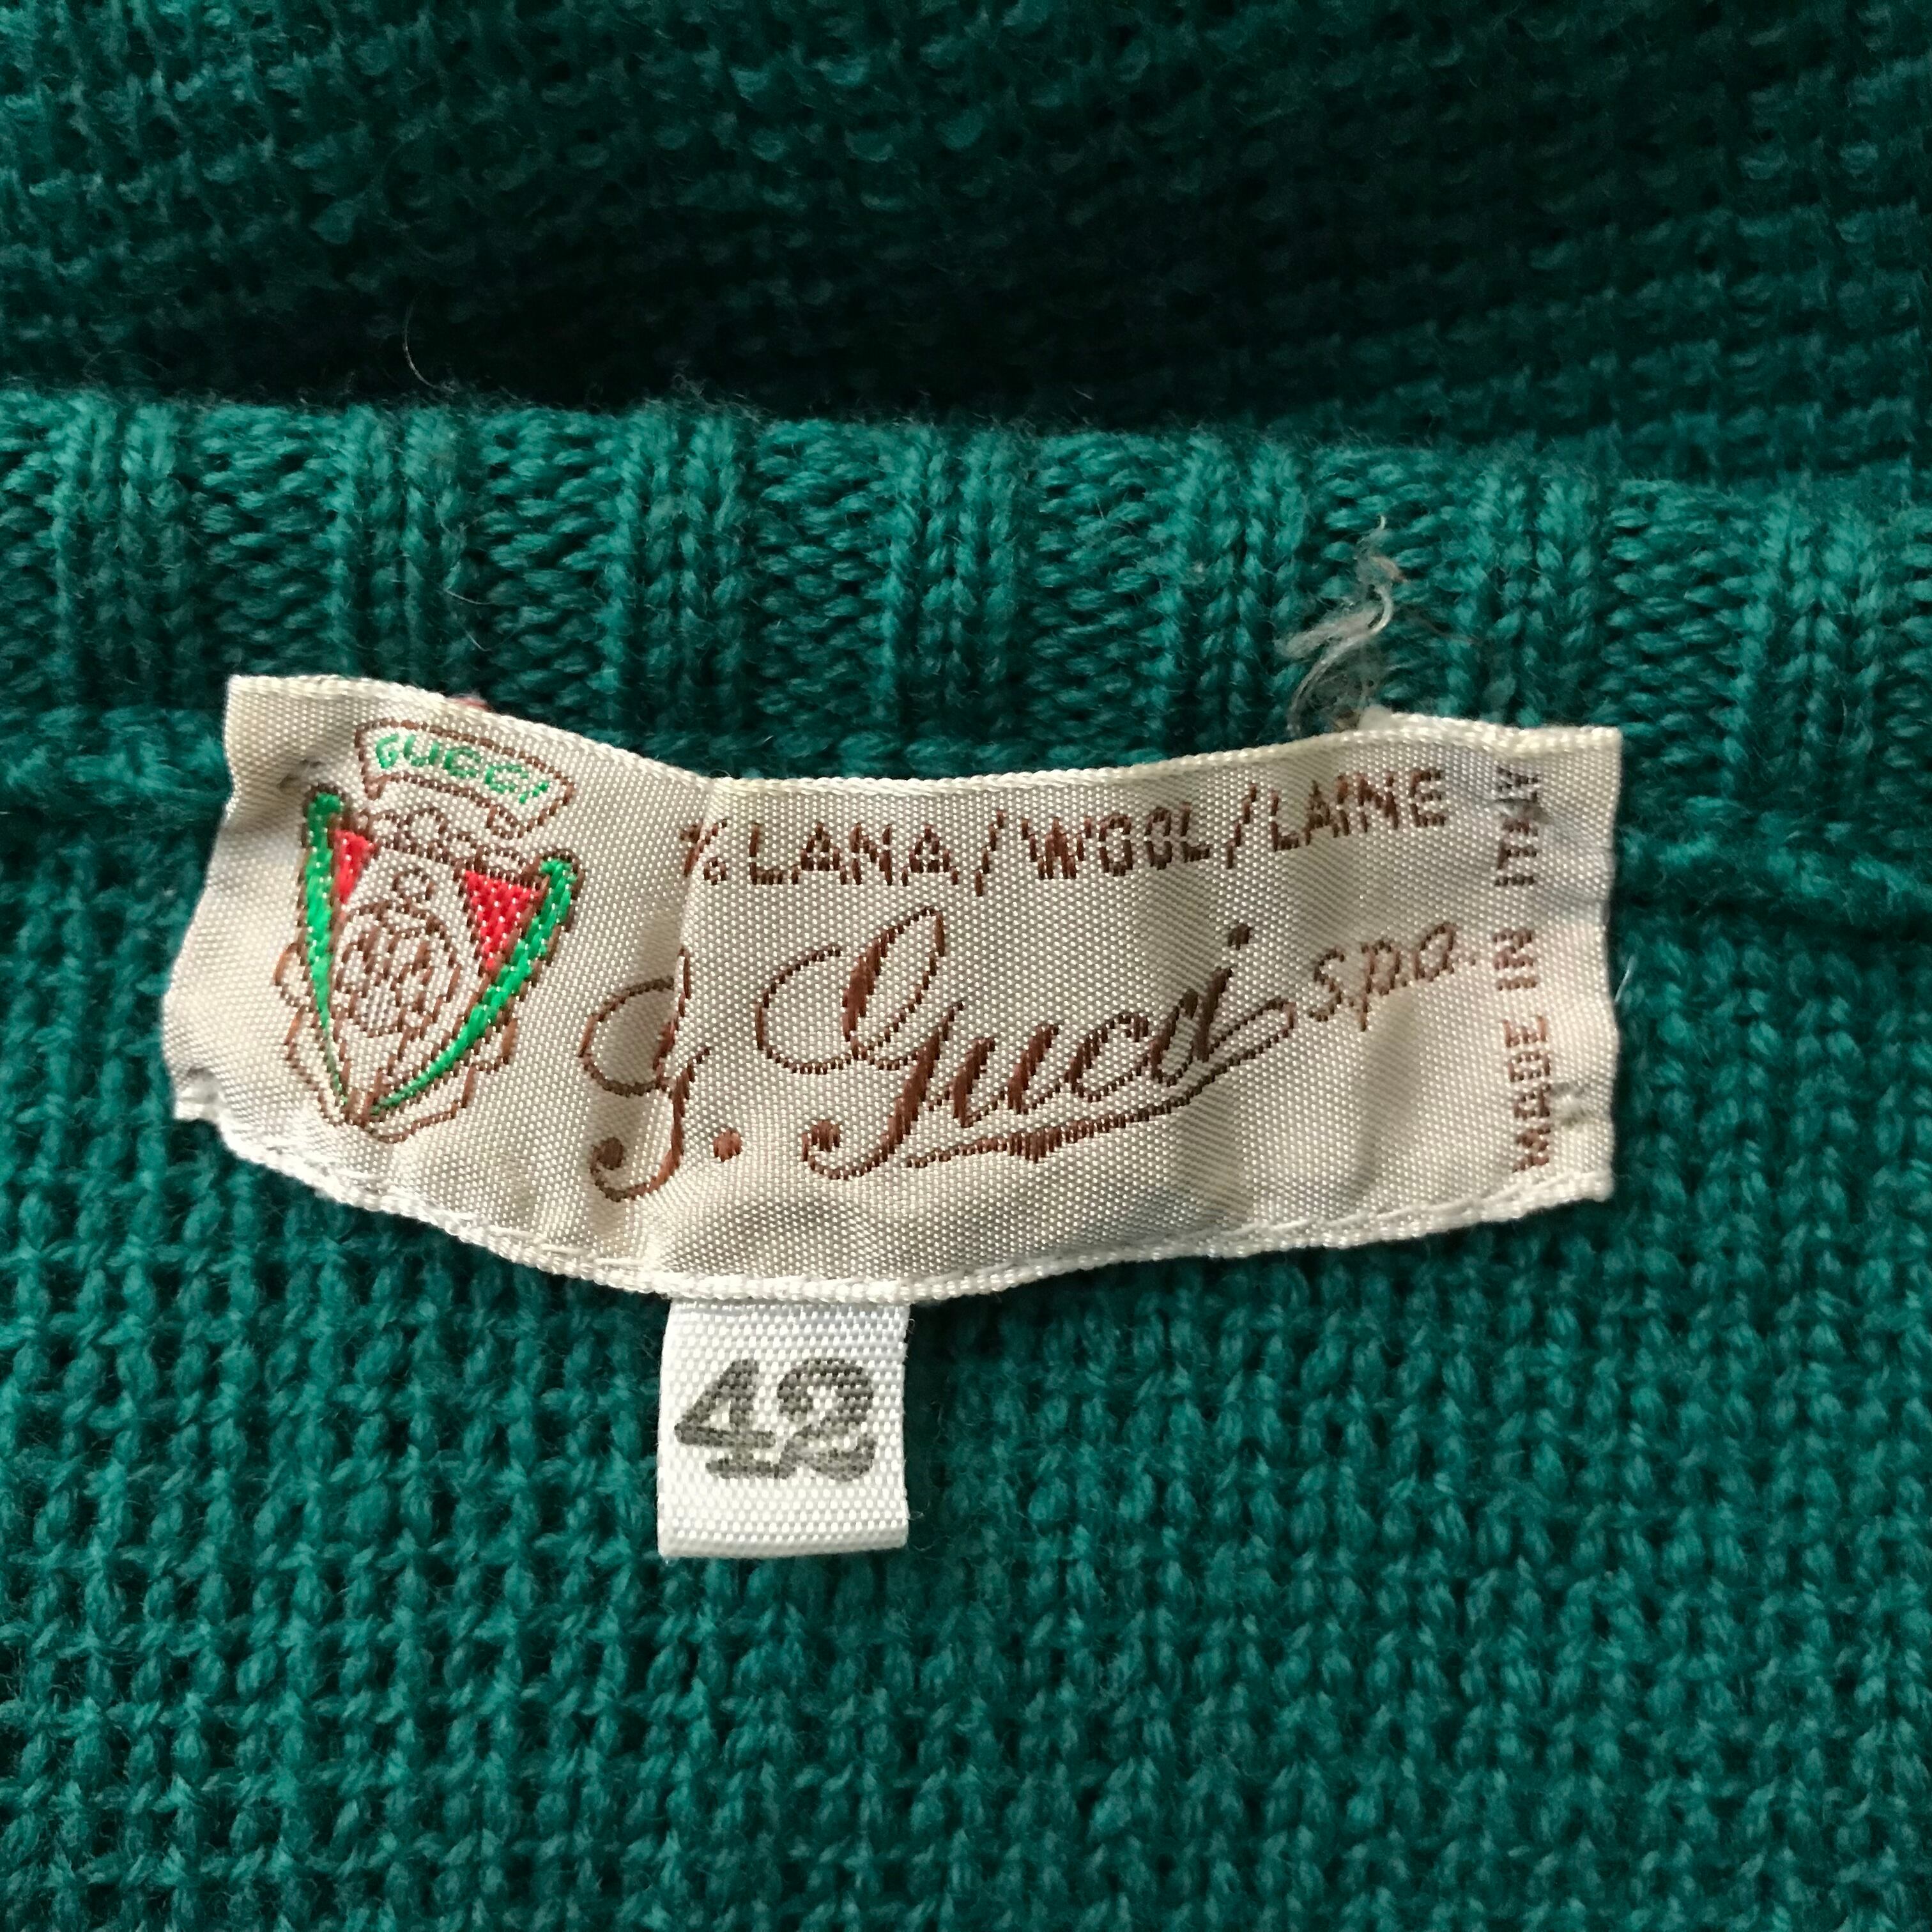 GUCCI
% LANA/WOOL/LAINE
G. Gucci s.p.a.
MADE IN ITALY
42